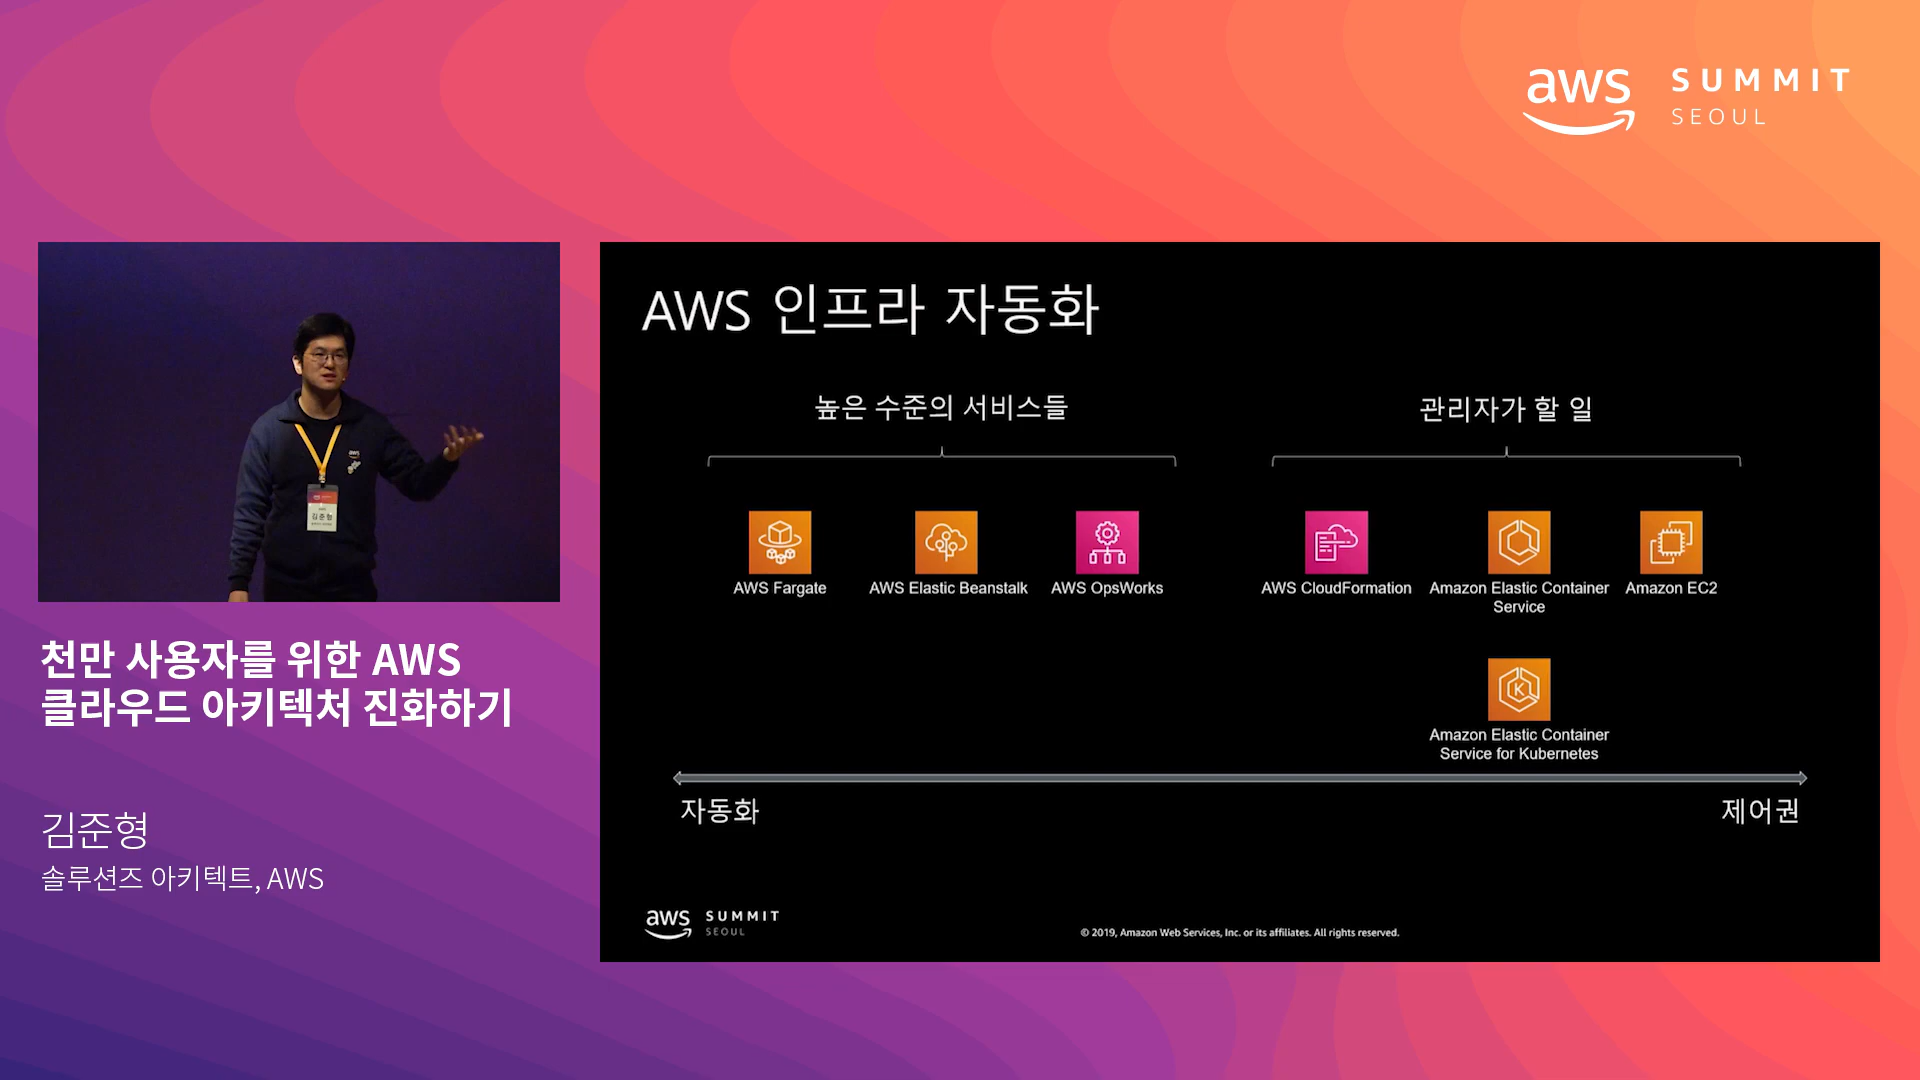 aws SUMMIT
SEOUL
aws
김준형
천만 사용자를 위한 AWS
클라우드 아키텍처 진화하기
김준형
솔루션즈 아키텍트, AWS
AWS 인프라 자동화
높은 수준의 서비스들
관리자가 할 일
AWS Fargate
AWS Elastic Beanstalk
AWS OpsWorks
AWS CloudFormation
Amazon Elastic Container
Service
Amazon EC2
K
Amazon Elastic Container
Service for Kubernetes
자동화
제어권
aws SUMMIT
SEOUL
© 2019, Amazon Web Services, Inc. or its affiliates. All rights reserved.